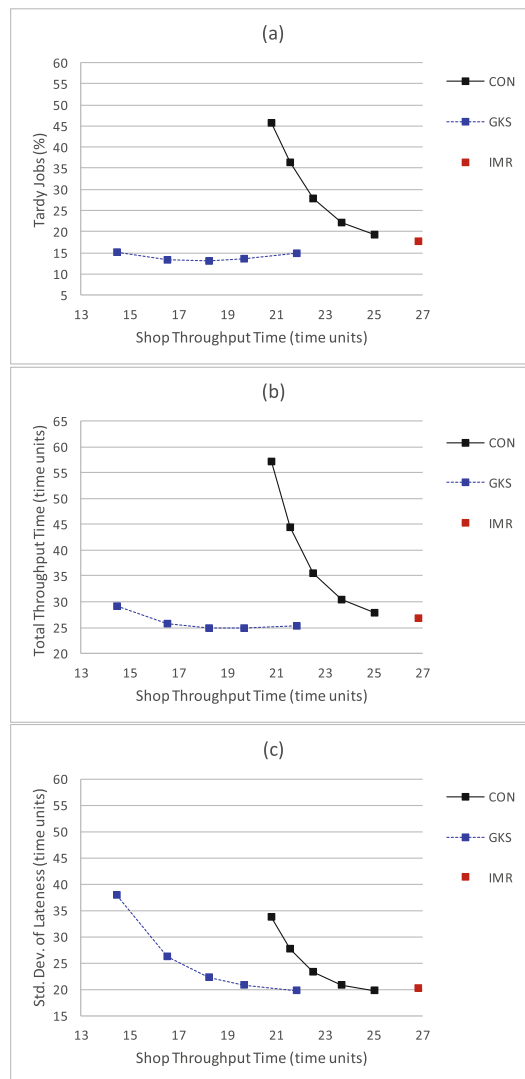 (a)
60
55
50
45
40
35
30
25
20
15
10
5
Tardy Jobs (%)
13 15 17 19 21 23 25 27
Shop Throughput Time (time units)
CON
GKS
IMR
(b)
65
60
55
50
45
40
35
30
25
20
Total Throughput Time (time units)
13 15 17 19 21 23 25 27
Shop Throughput Time (time units)
CON
GKS
IMR
(c)
60
55
50
45
40
35
30
25
20
15
Std. Dev. of Lateness (time units)
13 15 17 19 21 23 25 27
Shop Throughput Time (time units)
CON
GKS
IMR